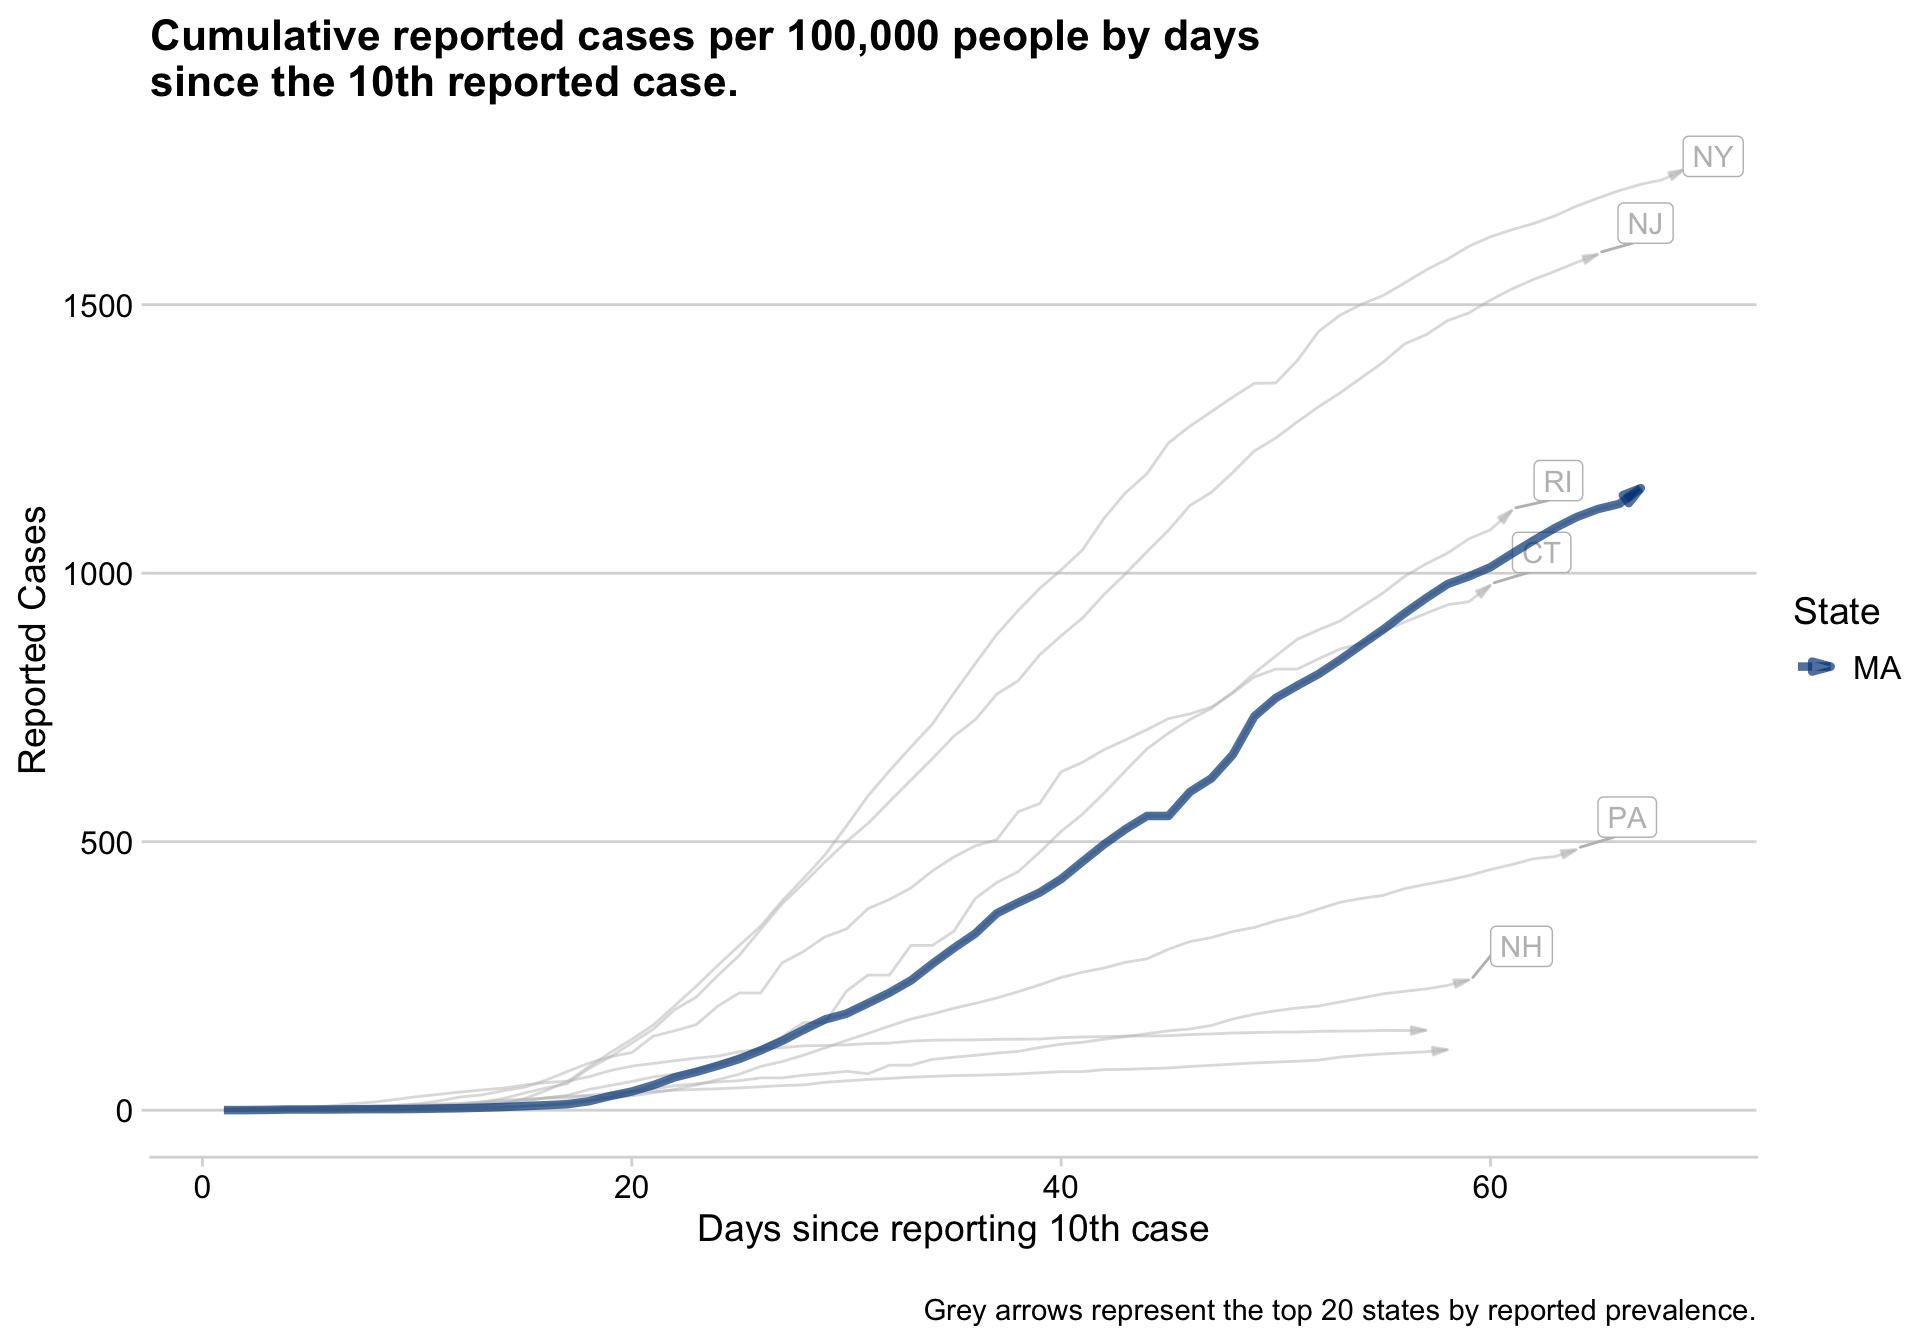 Cumulative reported cases per 100,000 people by days
since the 10th reported case.
NY
NJ
1500
RI
CT
1000
Reported Cases
State
MA
PA
500
NH
0
0 20 40 60
Days since reporting 10th case
Grey arrows represent the top 20 states by reported prevalence.